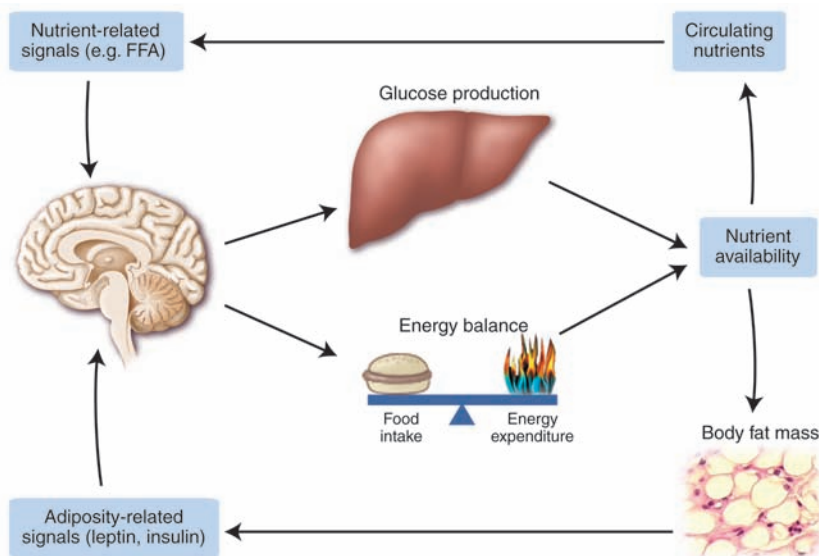 Nutrient-related
signals (e.g. FFA)
Circulating
nutrients
Glucose production
Nutrient
availability
Energy balance
Food
intake
Energy
expenditure
Body fat mass
Adiposity-related
signals (leptin, insulin)